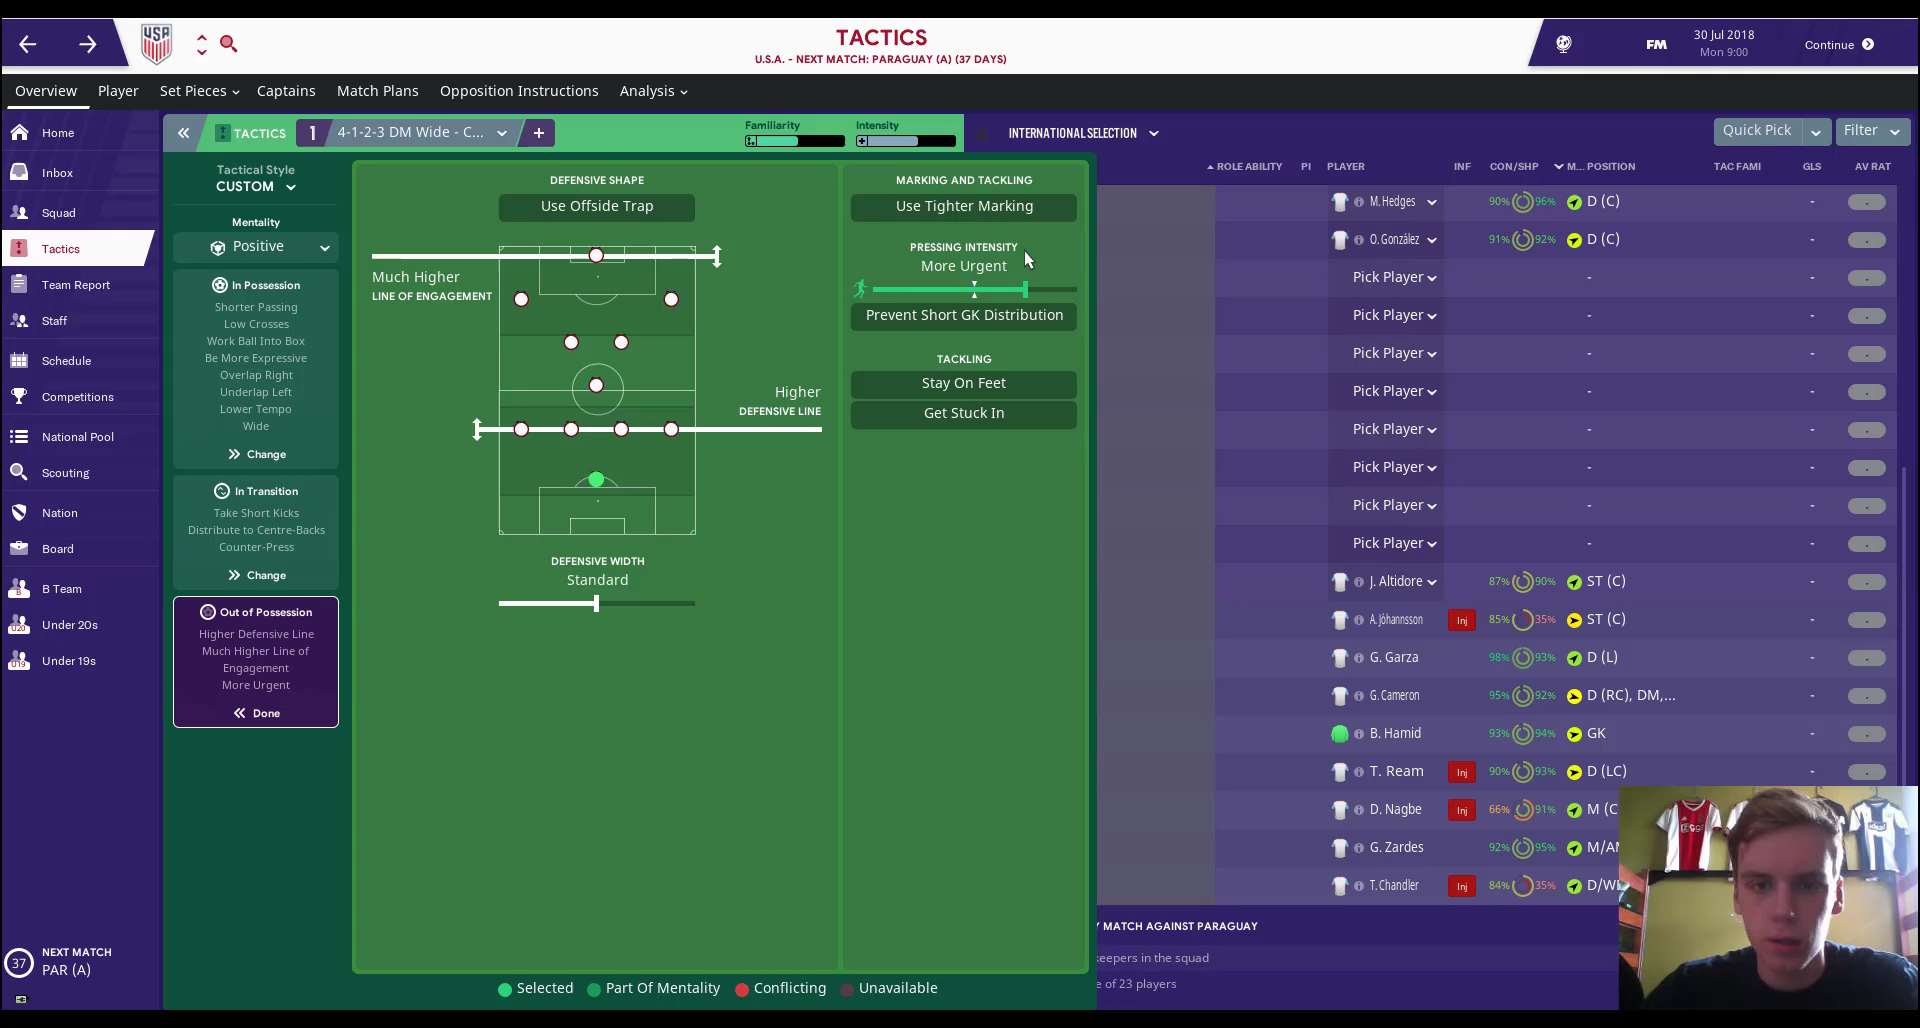 TACTICS
U.S.A. - NEXT MATCH: PARAGUAY (A) (37 DAYS)
USA
FM
30 Jul 2018
Mon 9:00
Continue
Overview
Player
Set Pieces
Captains
Match Plans
Opposition Instructions
Analysis
Home
Inbox
Squad
Tactics
Team Report
Staff
Schedule
Competitions
National Pool
Scouting
Nation
Board
B Team
Under 20s
Under 19s
NEXT MATCH
37
PAR (A)
TACTICS
1
4-1-2-3 DM Wide - C...
+
Familiarity
Intensity
INTERNATIONAL SELECTION
Quick Pick
Filter
Tactical Style
CUSTOM
Mentality
Positive
In Possession
Shorter Passing
Low Crosses
Work Ball Into Box
Be More Expressive
Overlap Right
Underlap Left
Lower Tempo
Wide
Change
In Transition
Take Short Kicks
Distribute to Centre-Backs
Counter-Press
Change
Out of Possession
Higher Defensive Line
Much Higher Line of
Engagement
More Urgent
Done
DEFENSIVE SHAPE
Use Offside Trap
Much Higher
LINE OF ENGAGEMENT
Higher
DEFENSIVE LINE
DEFENSIVE WIDTH
Standard
MARKING AND TACKLING
Use Tighter Marking
PRESSING INTENSITY
More Urgent
Prevent Short GK Distribution
TACKLING
Stay On Feet
Get Stuck In
Selected
Part Of Mentality
Conflicting
Unavailable
ROLE ABILITY PI PLAYER INF CON/SHP M... POSITION TAC FAMI GLS AV RAT
M. Hedges 90% 96% D (C) - -
O. González 91% 92% D (C) - -
Pick Player - -
Pick Player - -
Pick Player - -
Pick Player - -
Pick Player - -
Pick Player - -
Pick Player - -
Pick Player - -
J. Altidore 87% 90% ST (C) - -
A. Jóhannsson Inj 85% 35% ST (C) - -
G. Garza 98% 93% D (L) - -
G. Cameron 95% 92% D (RC), DM,... - -
B. Hamid 93% 94% GK - -
T. Ream Inj 90% 93% D (LC) - -
D. Nagbe Inj 66% 91% M (C
G. Zardes 92% 95% M/AM
T. Chandler Inj 84% 35%
Y MATCH AGAINST PARAGUAY
keepers in the squad
e of 23 players